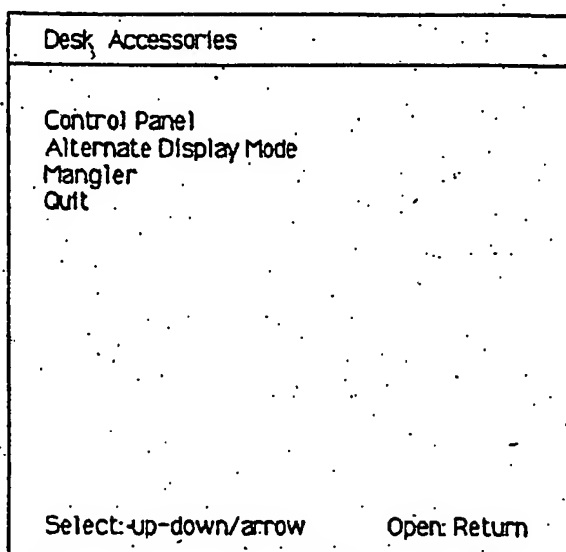 Desk Accessories
Control Panel
Alternate Display Mode
Mangler
Quit
Select: up-down/arrow Open: Return